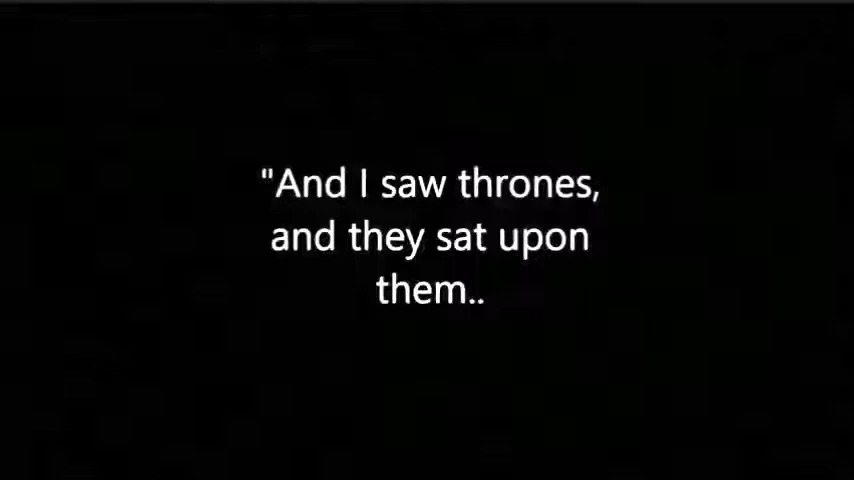 "And I saw thrones,
and they sat upon
them..